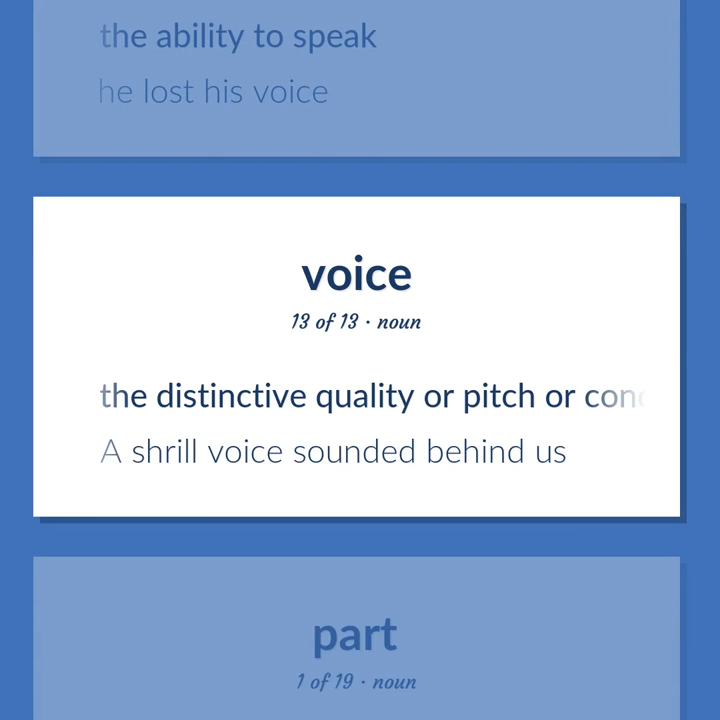 the ability to speak
he lost his voice
voice
13 of 13 · noun
the distinctive quality or pitch or
A shrill voice sounded behind us
part
1 of 19 · noun